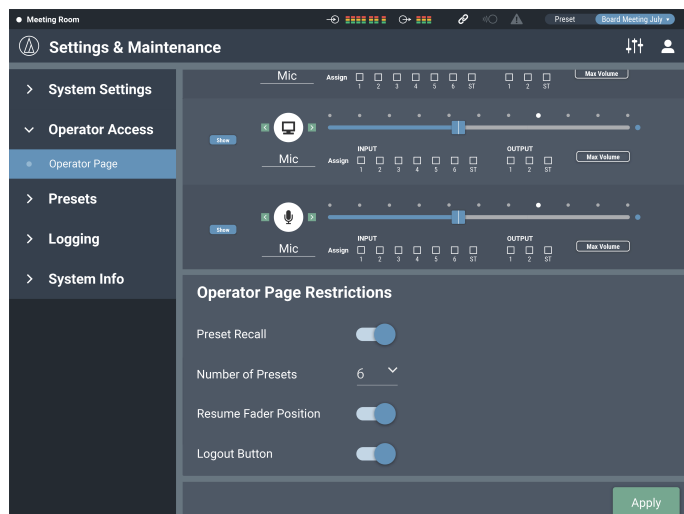 Meeting Room
Preset
Board Meeting July
Settings & Maintenance
System Settings
Operator Access
Operator Page
Presets
Logging
System Info
Mic
Assign
1 2 3 4 5 6 ST
1 2 ST
Max Volume
Show
Mic
INPUT
Assign
1 2 3 4 5 6 ST
OUTPUT
1 2 ST
Max Volume
Show
Mic
INPUT
Assign
1 2 3 4 5 6 ST
OUTPUT
1 2 ST
Max Volume
Operator Page Restrictions
Preset Recall
Number of Presets 6
Resume Fader Position
Logout Button
Apply